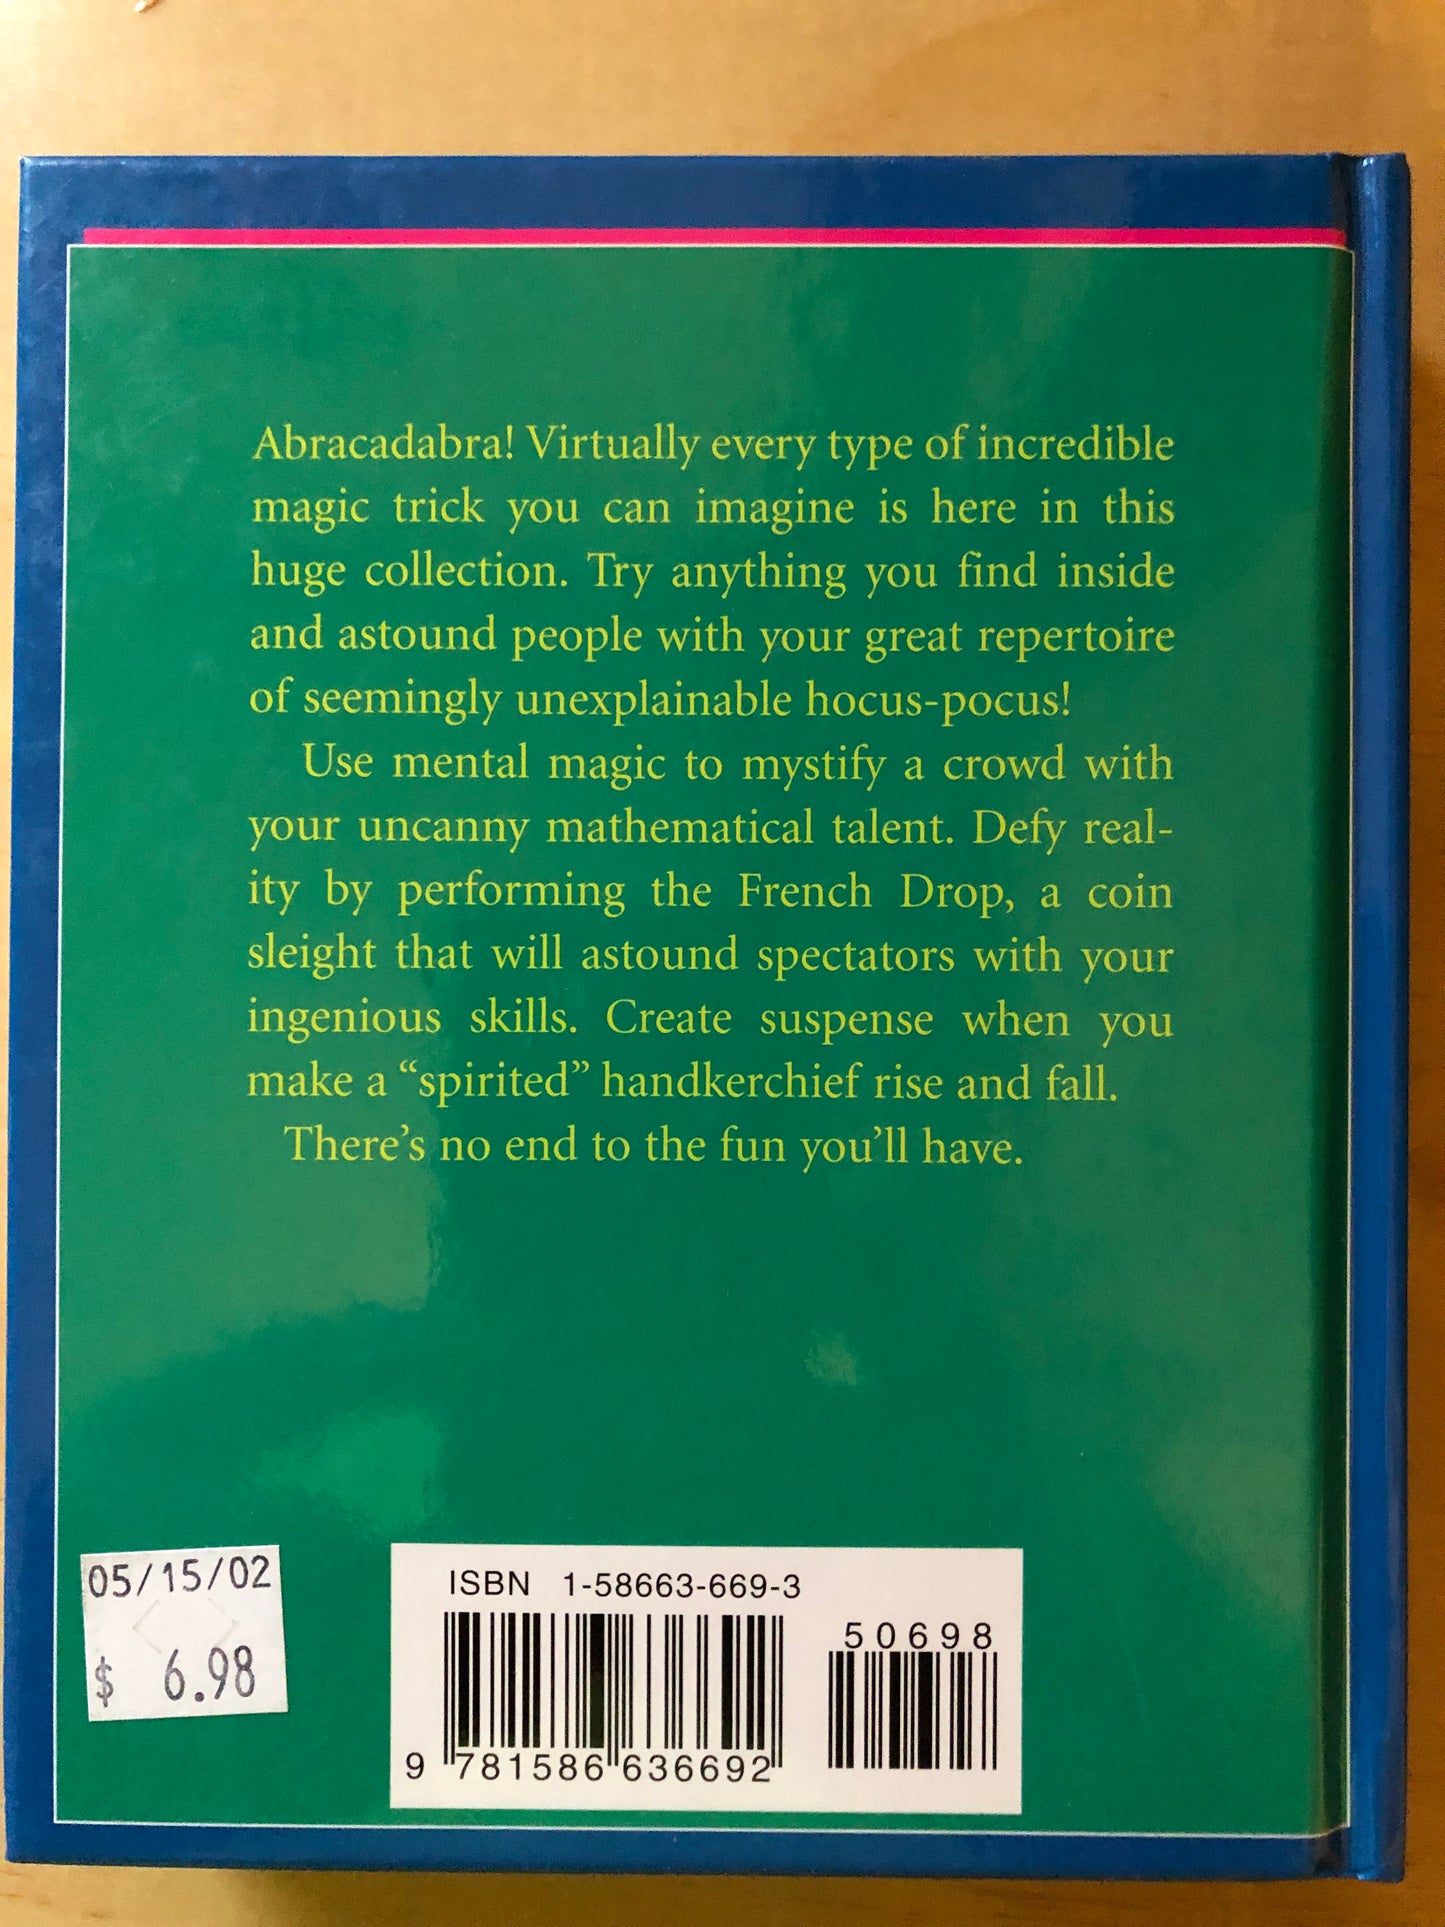 Abracadabra! Virtually every type of incredible
magic trick you can imagine is here in this
huge collection. Try anything you find inside
and astound people with your great repertoire
of seemingly unexplainable hocus-pocus!
Use mental magic to mystify a crowd with
your uncanny mathematical talent. Defy real-
ity by performing the French Drop, a coin
sleight that will astound spectators with your
ingenious skills. Create suspense when you
make a “spirited” handkerchief rise and fall.
There’s no end to the fun you’ll have.
05/15/02
$ 6.98
ISBN 1-58663-669-3
50698
9 781586 636692